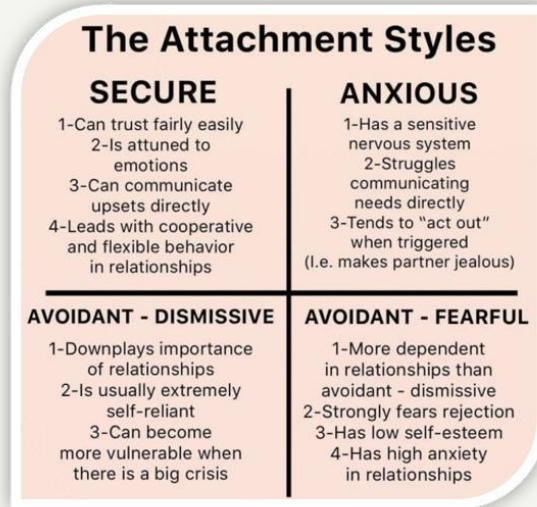 The Attachment Styles
SECURE
1-Can trust fairly easily
2-Is attuned to
emotions
3-Can communicate
upsets directly
4-Leads with cooperative
and flexible behavior
in relationships
ANXIOUS
1-Has a sensitive
nervous system
2-Struggles
communicating
needs directly
3-Tends to “act out”
when triggered
(I.e. makes partner jealous)
AVOIDANT - DISMISSIVE
1-Downplays importance
of relationships
2-Is usually extremely
self-reliant
3-Can become
more vulnerable when
there is a big crisis
AVOIDANT - FEARFUL
1-More dependent
in relationships than
avoidant - dismissive
2-Strongly fears rejection
3-Has low self-esteem
4-Has high anxiety
in relationships